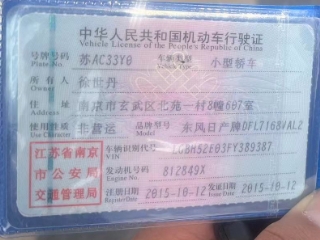 中华人民共和国机动车行驶证
Vehicle License of the People's Republic of China
号牌号码 苏AC33Y0 车辆类型 小型轿车
Plate No.
所有人 徐世丹
Owner
住址 南京市玄武区北苑一村8幢607室
Address
使用性质 非营运 品牌型号 东风日产牌DFL7168VAL2
江苏省南京 车辆识别代号 LGBH52E03FY389387
VIN
市公安局 发动机号码 812849X
Engine No.
交通管理局 注册日期 2015-10-12 发证日期 2015-10-12
Register Date Issue Date